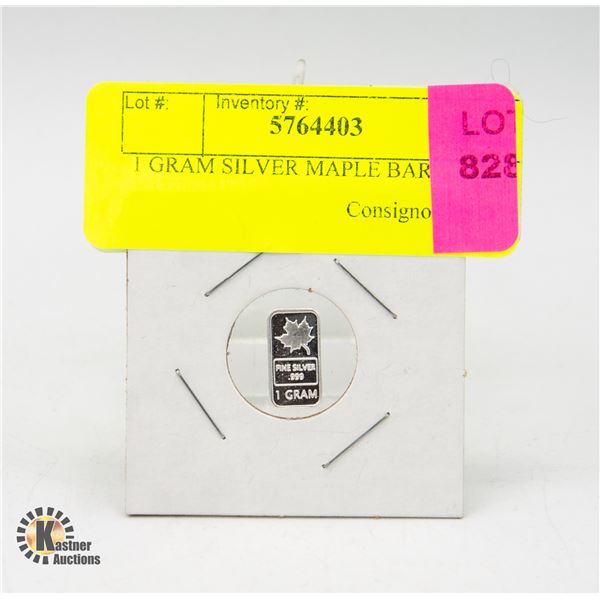 Lot #:
Inventory #:
5764403
1 GRAM SILVER MAPLE BAR
Consigno
LOT
828
FINE SILVER
.999
1 GRAM
Kastner
Auctions